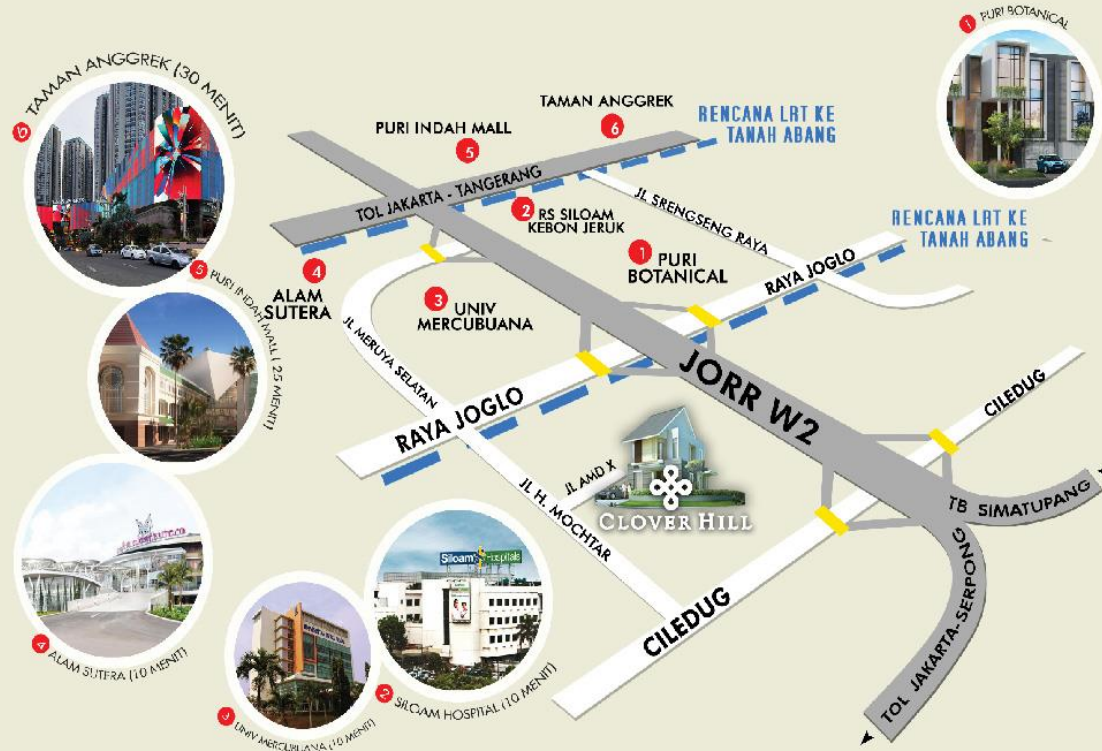 1 PURI BOTANICAL
6 TAMAN ANGGREK (30 MENIT)
TAMAN ANGGREK
6
RENCANA LRT KE
TANAH ABANG
PURI INDAH MALL
5
TOL JAKARTA - TANGERANG
2 RS SILOAM
KEBON JERUK
JL SRENGSENG RAYA
RENCANA LRT KE
TANAH ABANG
1 PURI
BOTANICAL
RAYA JOGLO
4
ALAM
SUTERA
3 UNIV
MERCUBUANA
5 PURI INDAH MALL (25 MENIT)
JL MERUYA SELATAN
JORR W2
RAYA JOGLO
CILEDUG
JL AMD X
CLOVER HILL
JL H. MOCHTAR
TB SIMATUPANG
CILEDUG
TOL JAKARTA-SERPONG
Siloam Hospitals
4 ALAM SUTERA (10 MENIT)
3 UNIV MERCUBUANA (10 MENIT)
2 SILOAM HOSPITAL (10 MENIT)